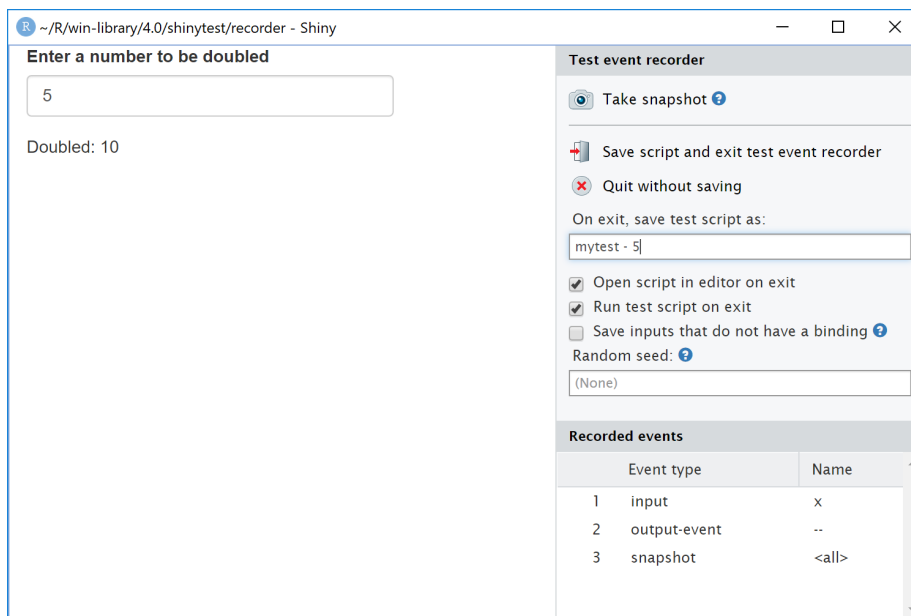 R ~/R/win-library/4.0/shinytest/recorder - Shiny
Enter a number to be doubled
5
Doubled: 10
Test event recorder
Take snapshot ?
Save script and exit test event recorder
Quit without saving
On exit, save test script as:
mytest - 5
Open script in editor on exit
Run test script on exit
Save inputs that do not have a binding ?
Random seed: ?
(None)
Recorded events
Event type Name
1 input x
2 output-event --
3 snapshot <all>